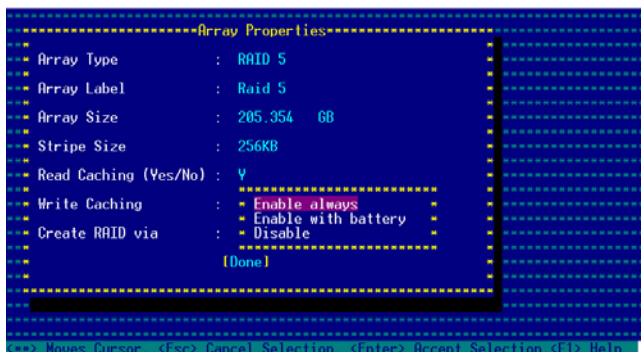 Array Properties
Array Type : RAID 5
Array Label : Raid 5
Array Size : 205.354 GB
Stripe Size : 256KB
Read Caching (Yes/No) : Y
Write Caching : Enable always
Enable with battery
Create RAID via : Disable
[Done]
<**> Moves Cursor <Esc> Cancel Selection <Enter> Accept Selection <F1> Help